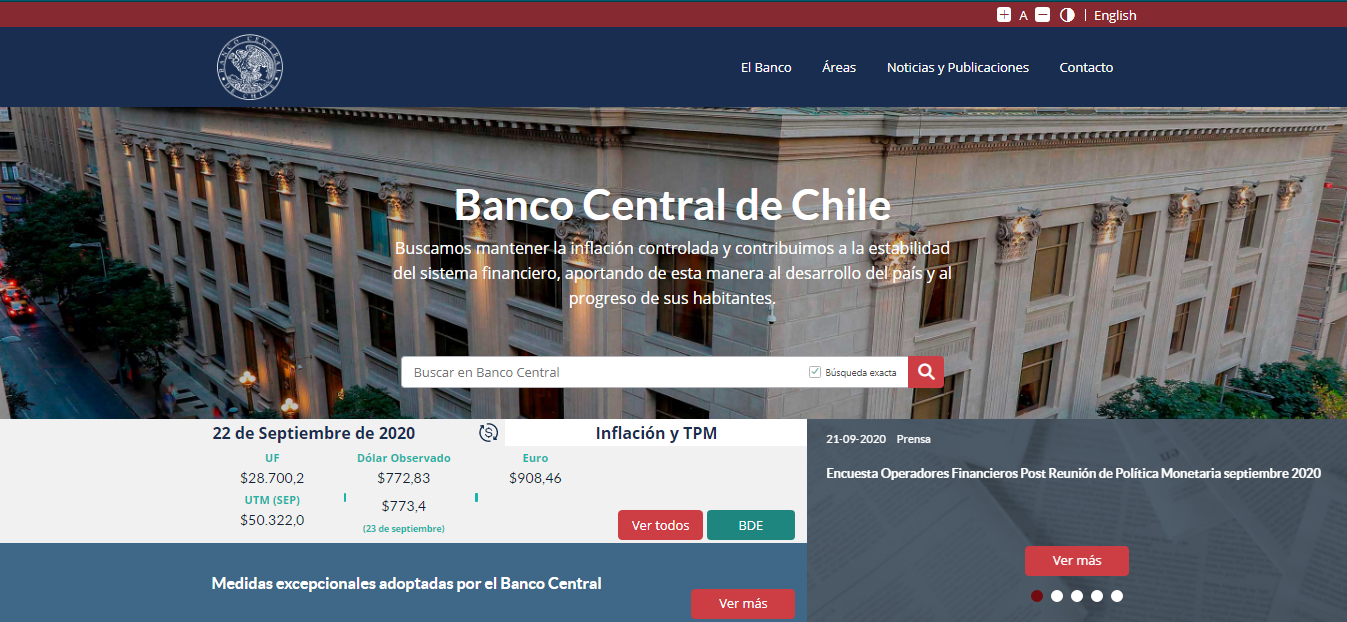 A | English
BANCO CENTRAL DE CHILE
El Banco Áreas Noticias y Publicaciones Contacto
Banco Central de Chile
Buscamos mantener la inflación controlada y contribuimos a la estabilidad
del sistema financiero, aportando de esta manera al desarrollo del país y al
progreso de sus habitantes.
Buscar en Banco Central
Búsqueda exacta
22 de Septiembre de 2020
Inflación y TPM
UF
$28.700,2
UTM (SEP)
$50.322,0
Dólar Observado
$772,83
$773,4
(23 de septiembre)
Euro
$908,46
Ver todos
BDE
Medidas excepcionales adoptadas por el Banco Central
Ver más
21-09-2020 Prensa
Encuesta Operadores Financieros Post Reunión de Política Monetaria septiembre 2020
Ver más